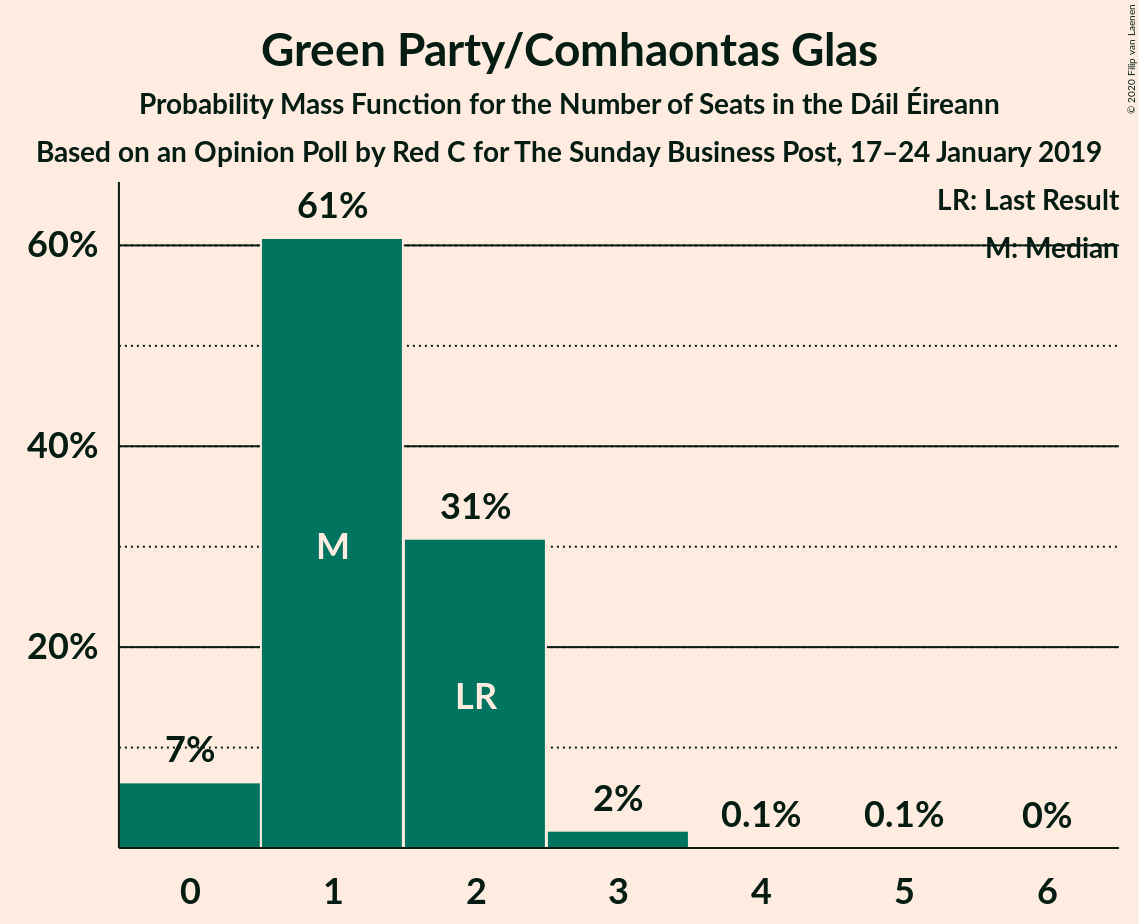 Green Party/Comhaontas Glas
Probability Mass Function for the Number of Seats in the Dáil Éireann
Based on an Opinion Poll by Red C for The Sunday Business Post, 17–24 January 2019
© 2020 Filip van Laenen
LR: Last Result
M: Median
60%
40%
20%
7%
61%
31%
2%
0.1%
0.1%
0%
M
LR
0 1 2 3 4 5 6